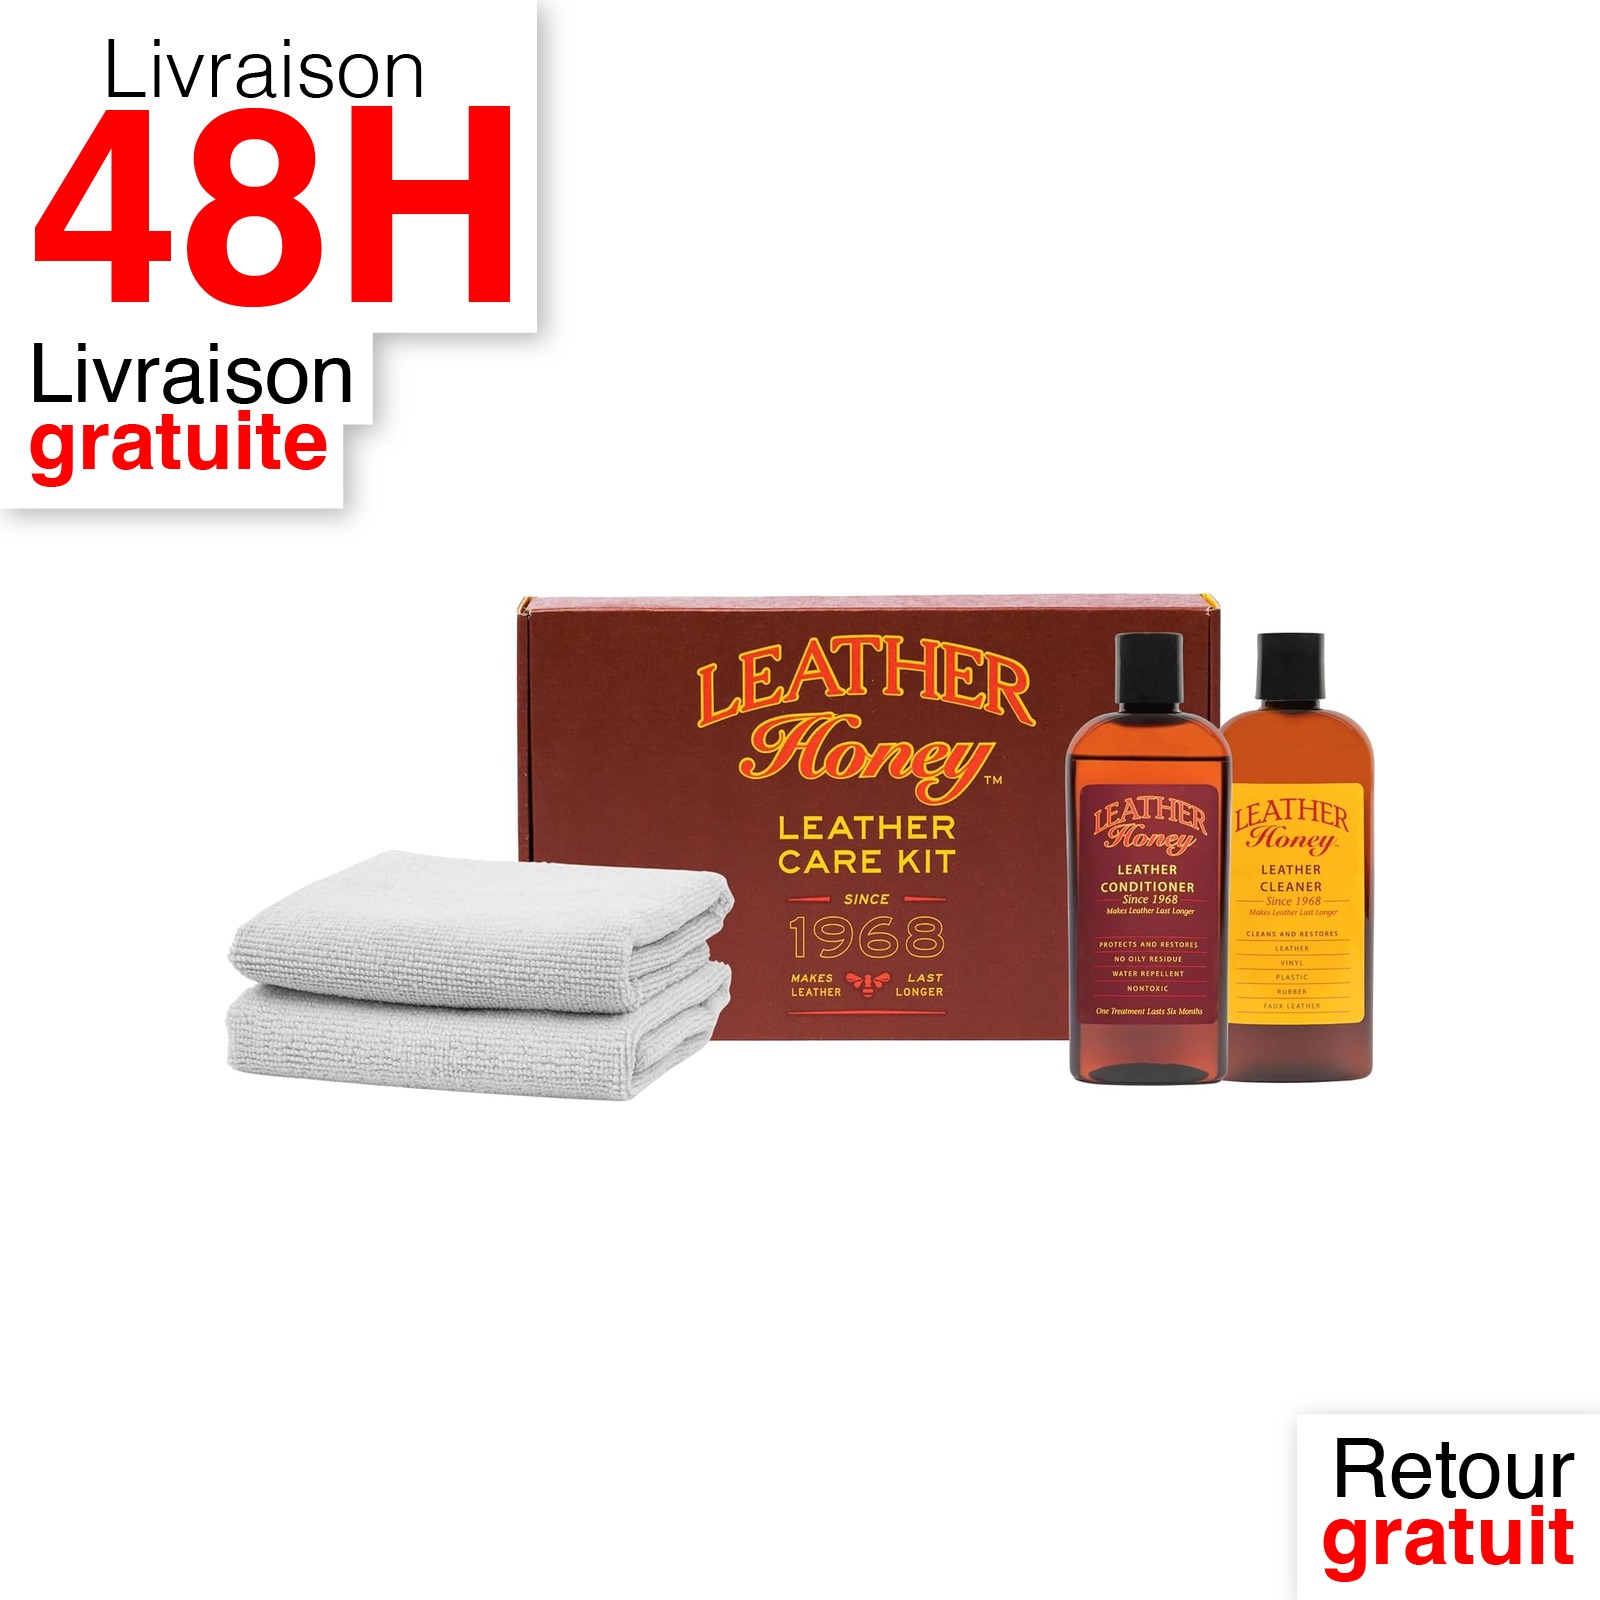 Livraison
48H
Livraison
gratuite
LEATHER
Honey™
LEATHER
CARE KIT
SINCE
1968
MAKES LAST
LEATHER LONGER
LEATHER
Honey
LEATHER
CONDITIONER
Since 1968
Makes Leather Last Longer
PROTECTS AND RESTORES
NO OILY RESIDUE
WATER REPELLENT
NONTOXIC
One Treatment Lasts Six Months
LEATHER
Honey
LEATHER
CLEANER
Since 1968
Makes Leather Last Longer
CLEANS AND RESTORES
LEATHER
VINYL
PLASTIC
RUBBER
FAUX LEATHER
Retour
gratuit